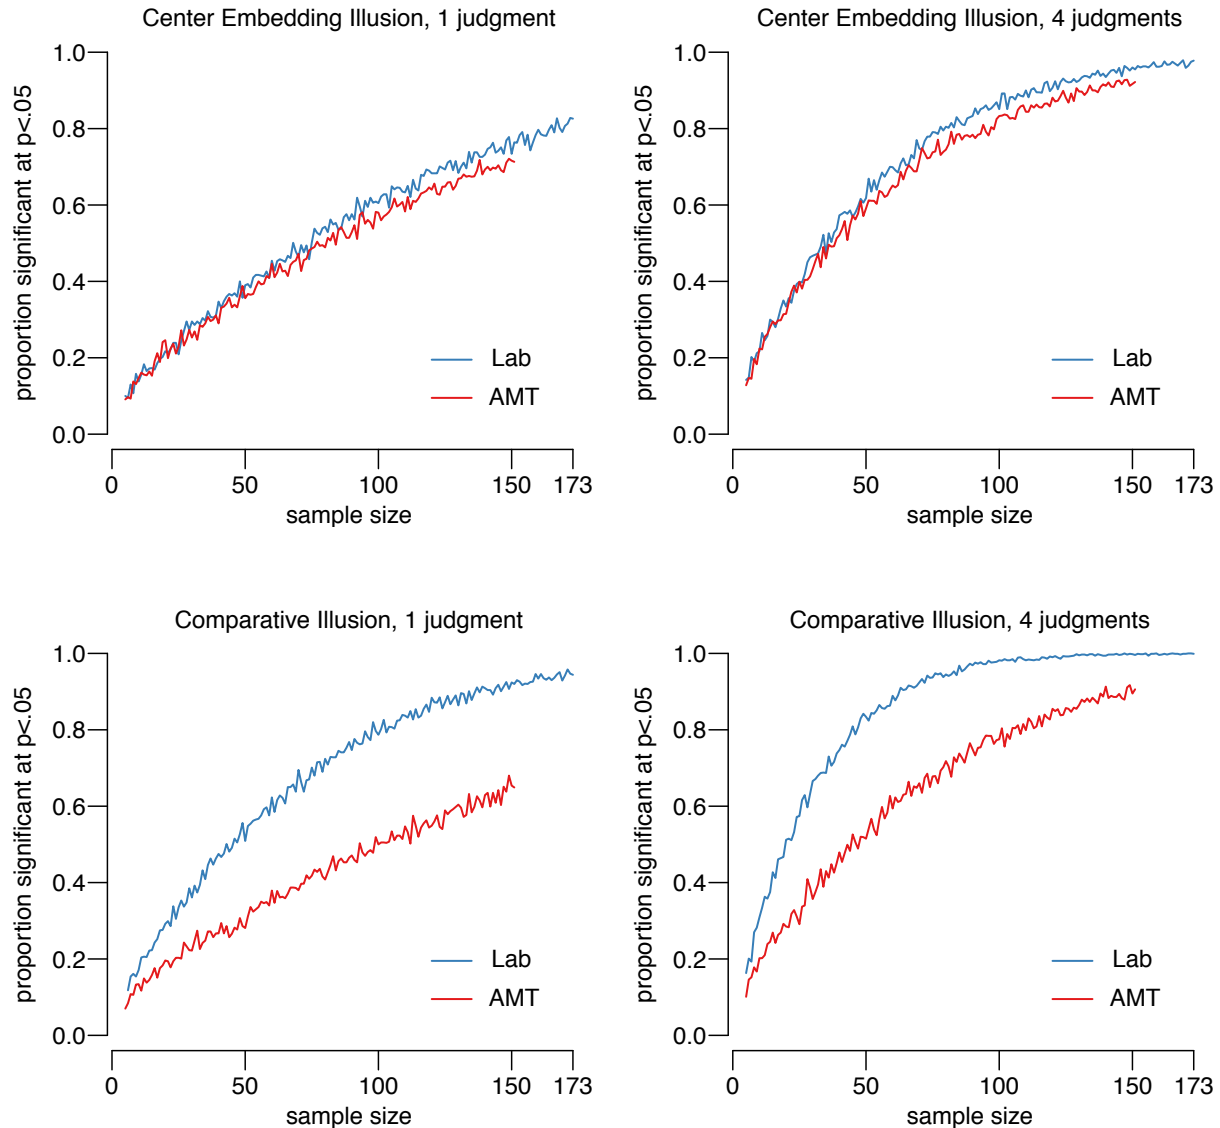 Center Embedding Illusion, 1 judgment
proportion significant at p<.05
1.0
0.8
0.6
0.4
0.2
0.0
Lab
AMT
0 50 100 150 173
sample size
Center Embedding Illusion, 4 judgments
proportion significant at p<.05
1.0
0.8
0.6
0.4
0.2
0.0
Lab
AMT
0 50 100 150 173
sample size
Comparative Illusion, 1 judgment
proportion significant at p<.05
1.0
0.8
0.6
0.4
0.2
0.0
Lab
AMT
0 50 100 150 173
sample size
Comparative Illusion, 4 judgments
proportion significant at p<.05
1.0
0.8
0.6
0.4
0.2
0.0
Lab
AMT
0 50 100 150 173
sample size